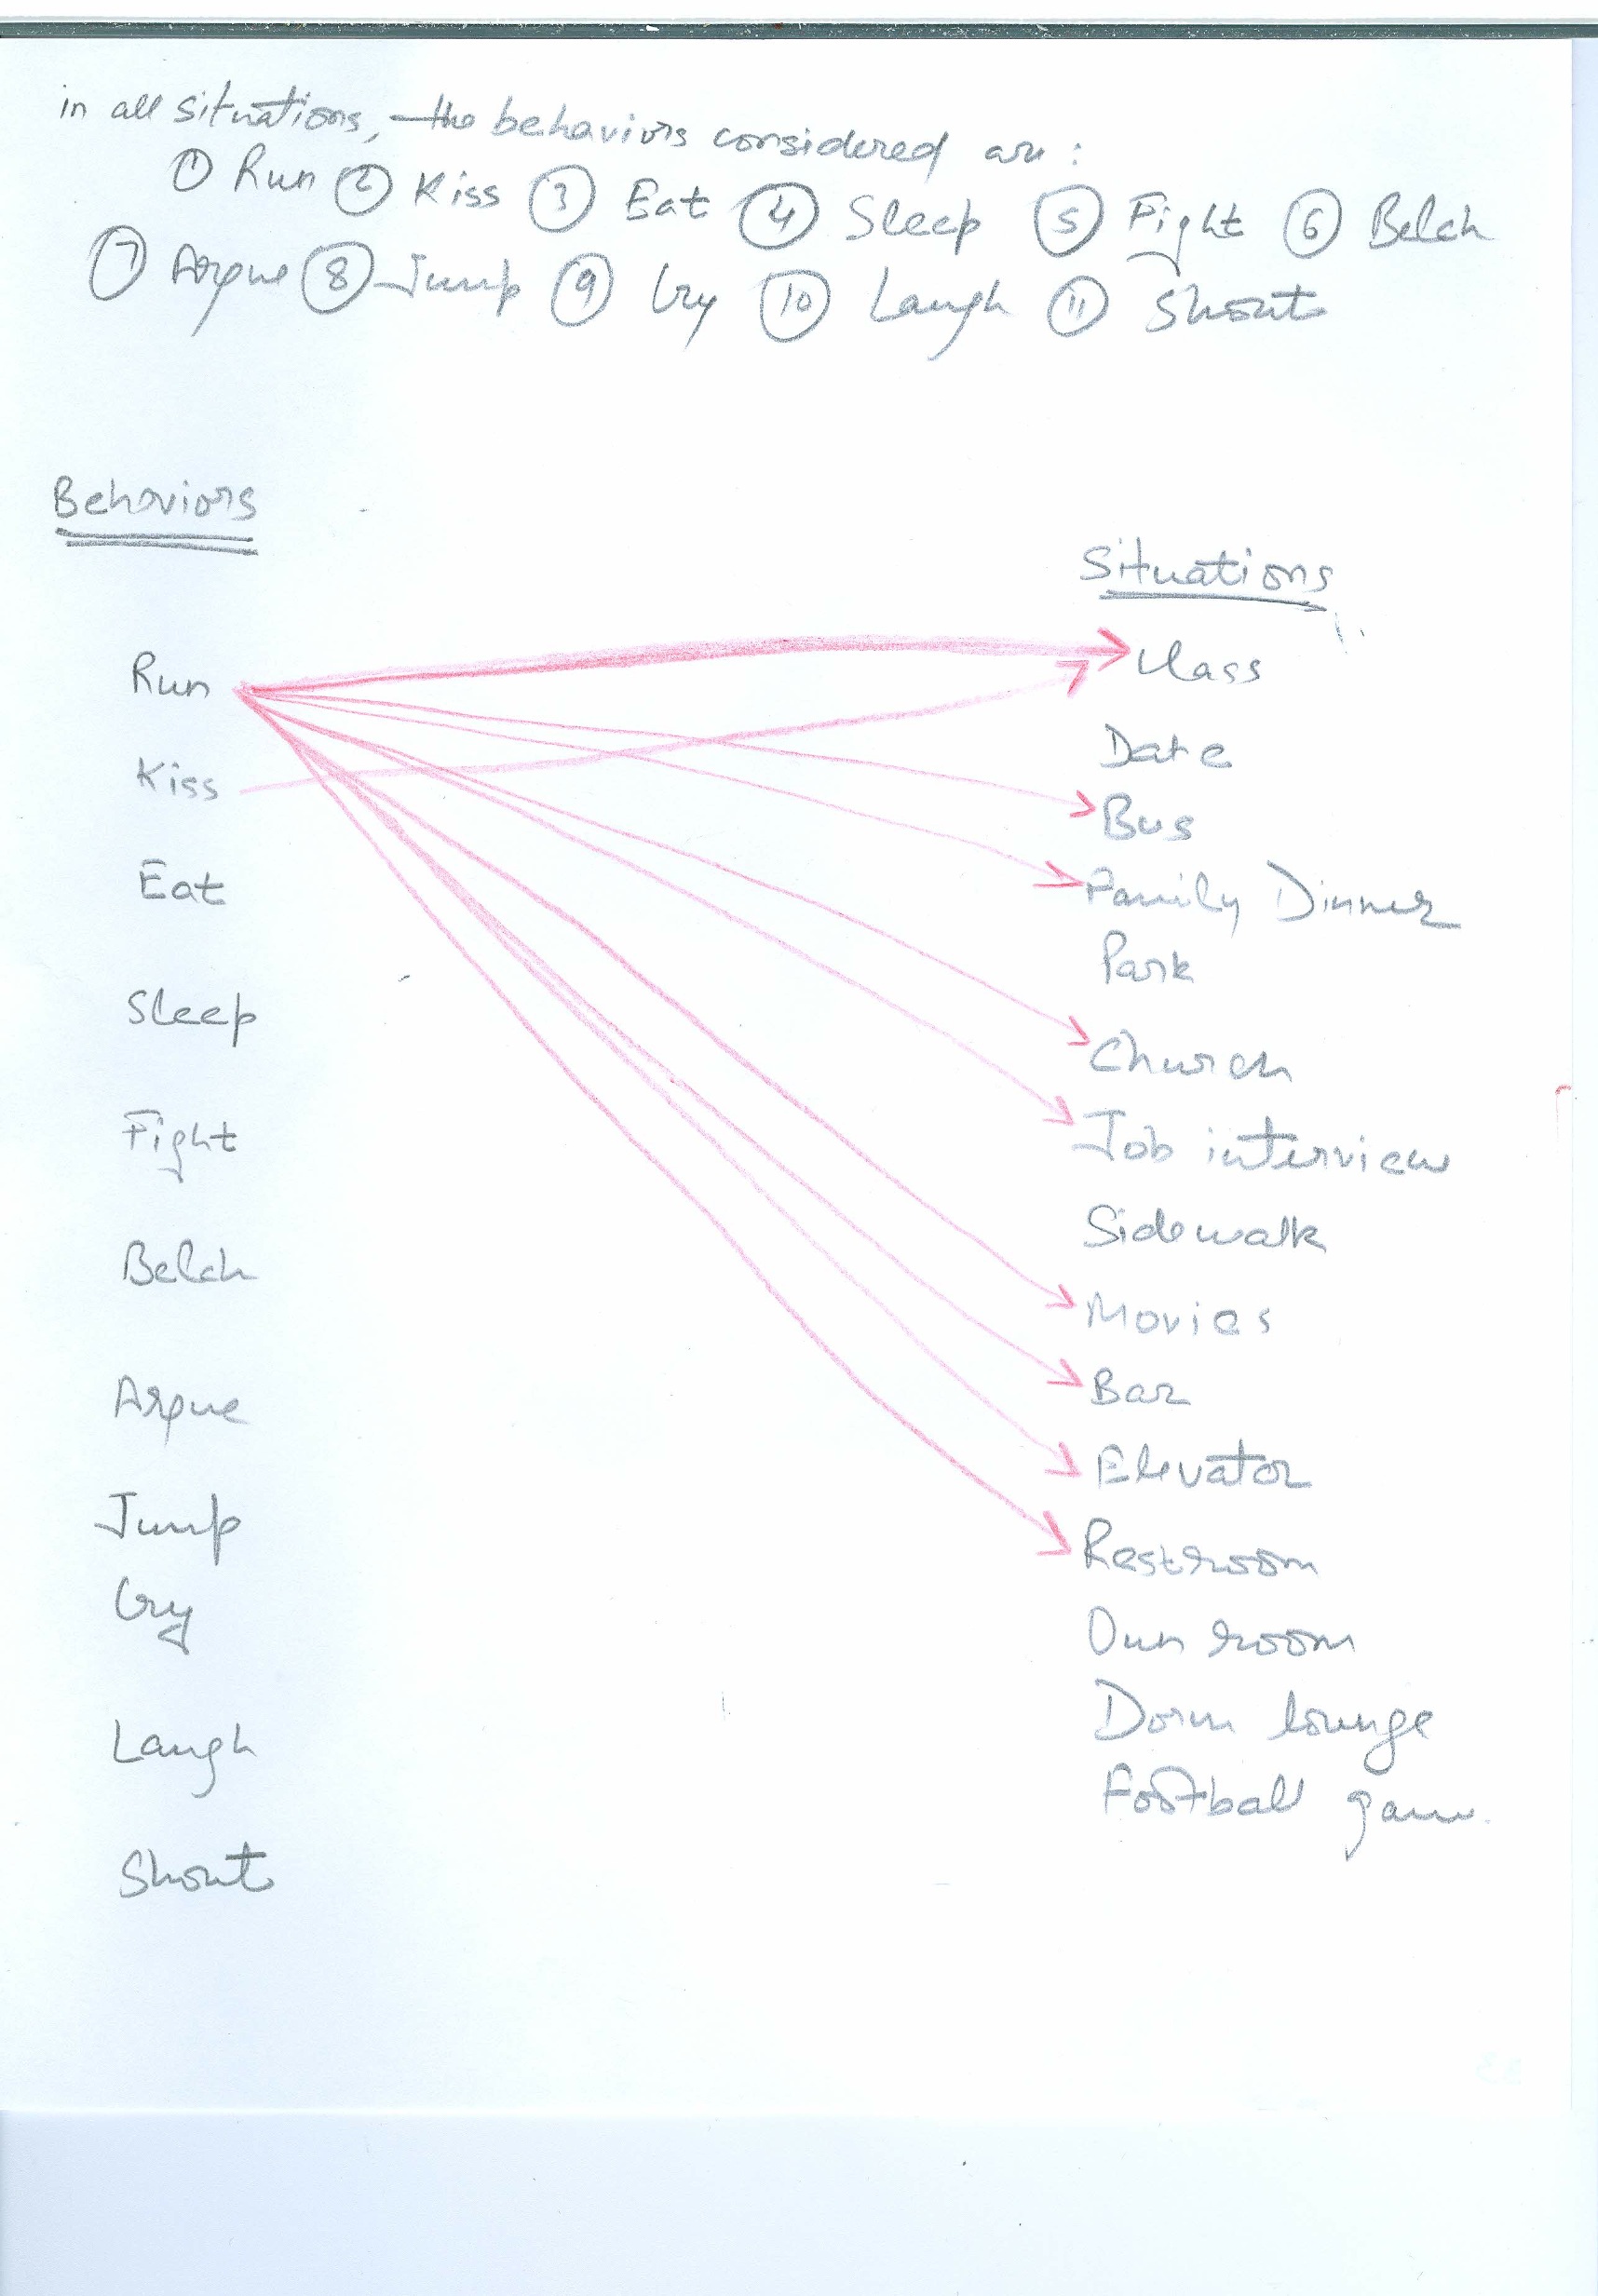 in all situations, the behaviors considered are:
① Run ② Kiss ③ Eat ④ Sleep ⑤ Fight ⑥ Belch
⑦ Argue ⑧ Jump ⑨ Cry ⑩ Laugh ⑪ Shout
Behaviors
Situations
Run
Class
Date
Kiss
Bus
Eat
Family Dinner
Park
Sleep
Church
Fight
Job interview
Sidewalk
Belch
Movies
Bar
Argue
Elevator
Jump
Restroom
Cry
Own room
Dorm lounge
Laugh
Football game.
Shout